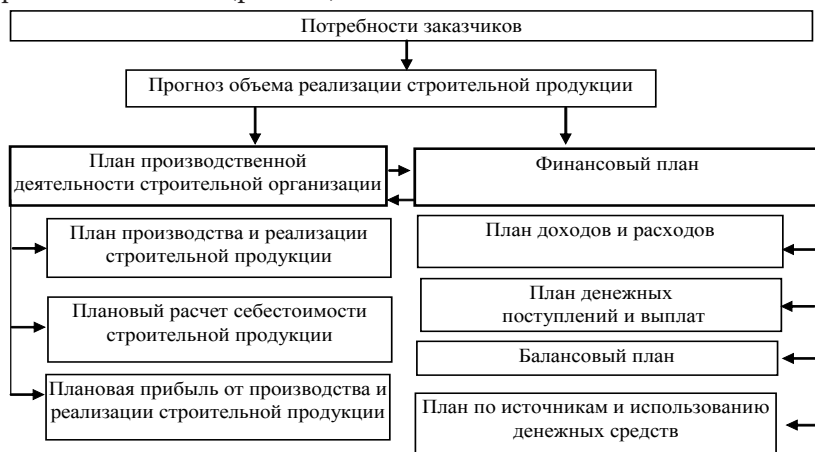 Потребности заказчиков
Прогноз объема реализации строительной продукции
План производственной
деятельности строительной организации
Финансовый план
План производства и реализации
строительной продукции
Плановый расчет себестоимости
строительной продукции
Плановая прибыль от производства и
реализации строительной продукции
План доходов и расходов
План денежных
поступлений и выплат
Балансовый план
План по источникам и использованию
денежных средств